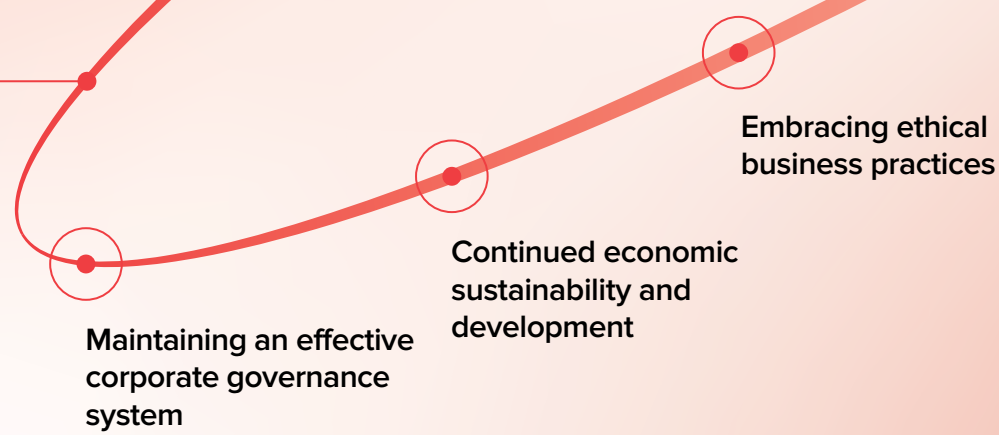 Embracing ethical
business practices
Continued economic
sustainability and
development
Maintaining an effective
corporate governance
system